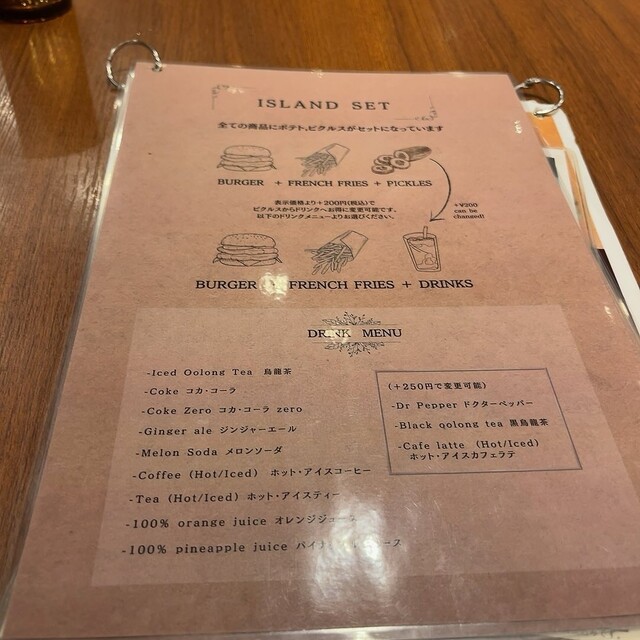 ISLAND SET
全ての商品にポテト、ピクルスがセットになっています
BURGER + FRENCH FRIES + PICKLES
表示価格より+200円(税込)で
ピクルスからドリンクへお得に変更可能です。
以下のドリンクメニューよりお選びください。
+¥200
can be
changed!
BURGER FRENCH FRIES + DRINKS
DRINK MENU
-Iced Oolong Tea 烏龍茶
-Coke コカ・コーラ
-Coke Zero コカ・コーラ zero
-Ginger ale ジンジャーエール
-Melon Soda メロンソーダ
-Coffee (Hot/Iced) ホット・アイスコーヒー
-Tea (Hot/Iced) ホット・アイスティー
-100% orange juice オレンジジュース
-100% pineapple juice
(+250円で変更可能)
-Dr Pepper ドクターペッパー
-Black oolong tea 黒烏龍茶
-Cafe latte (Hot/Iced)
ホット・アイスカフェラテ